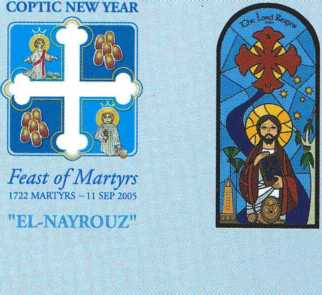 COPTIC NEW YEAR
Feast of Martyrs
1722 MARTYRS ~ 11 SEP 2005
"EL-NAYROUZ"
The Lord Reigns